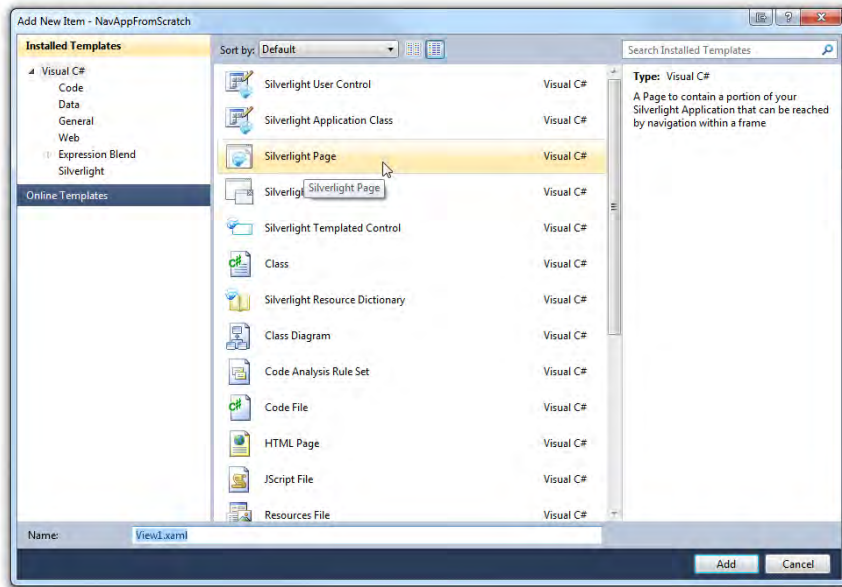 Add New Item - NavAppFromScratch
Installed Templates
Sort by: Default
Search Installed Templates
Visual C#
Code
Data
General
Web
Expression Blend
Silverlight
Online Templates
Silverlight User Control Visual C#
Silverlight Application Class Visual C#
Silverlight Page Visual C#
Silverlig Visual C#
Silverlight Page
Silverlight Templated Control Visual C#
Class Visual C#
Silverlight Resource Dictionary Visual C#
Class Diagram Visual C#
Code Analysis Rule Set Visual C#
Code File Visual C#
HTML Page Visual C#
JScript File Visual C#
Resources File Visual C#
Type: Visual C#
A Page to contain a portion of your
Silverlight Application that can be reached
by navigation within a frame
Name: View1.xaml
Add Cancel